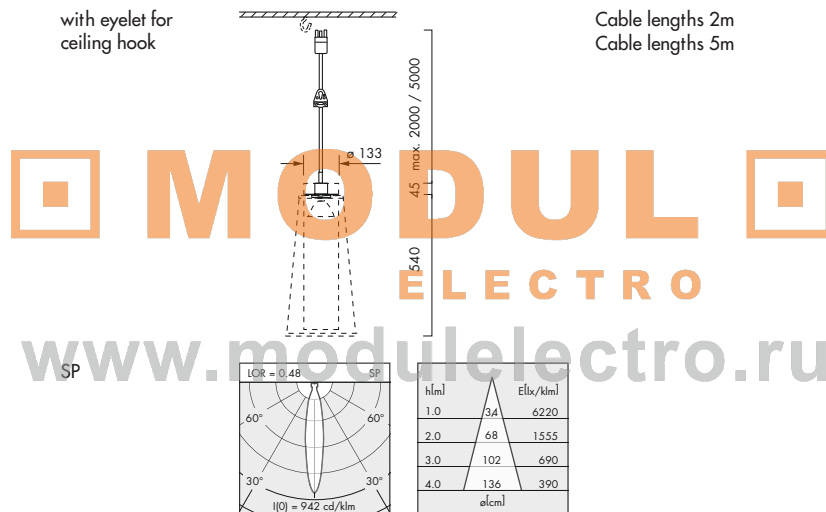 with eyelet for
ceiling hook
Cable lengths 2m
Cable lengths 5m
max. 2000 / 5000
ø 133
45
540
MODUL
ELECTRO
www.modulelectro.ru
SP
LOR = 0.48 SP
60° 60°
30° 30°
I(0) = 942 cd/klm
h[m] E[lx/klm]
1.0 34 6220
2.0 68 1555
3.0 102 690
4.0 136 390
ø[cm]